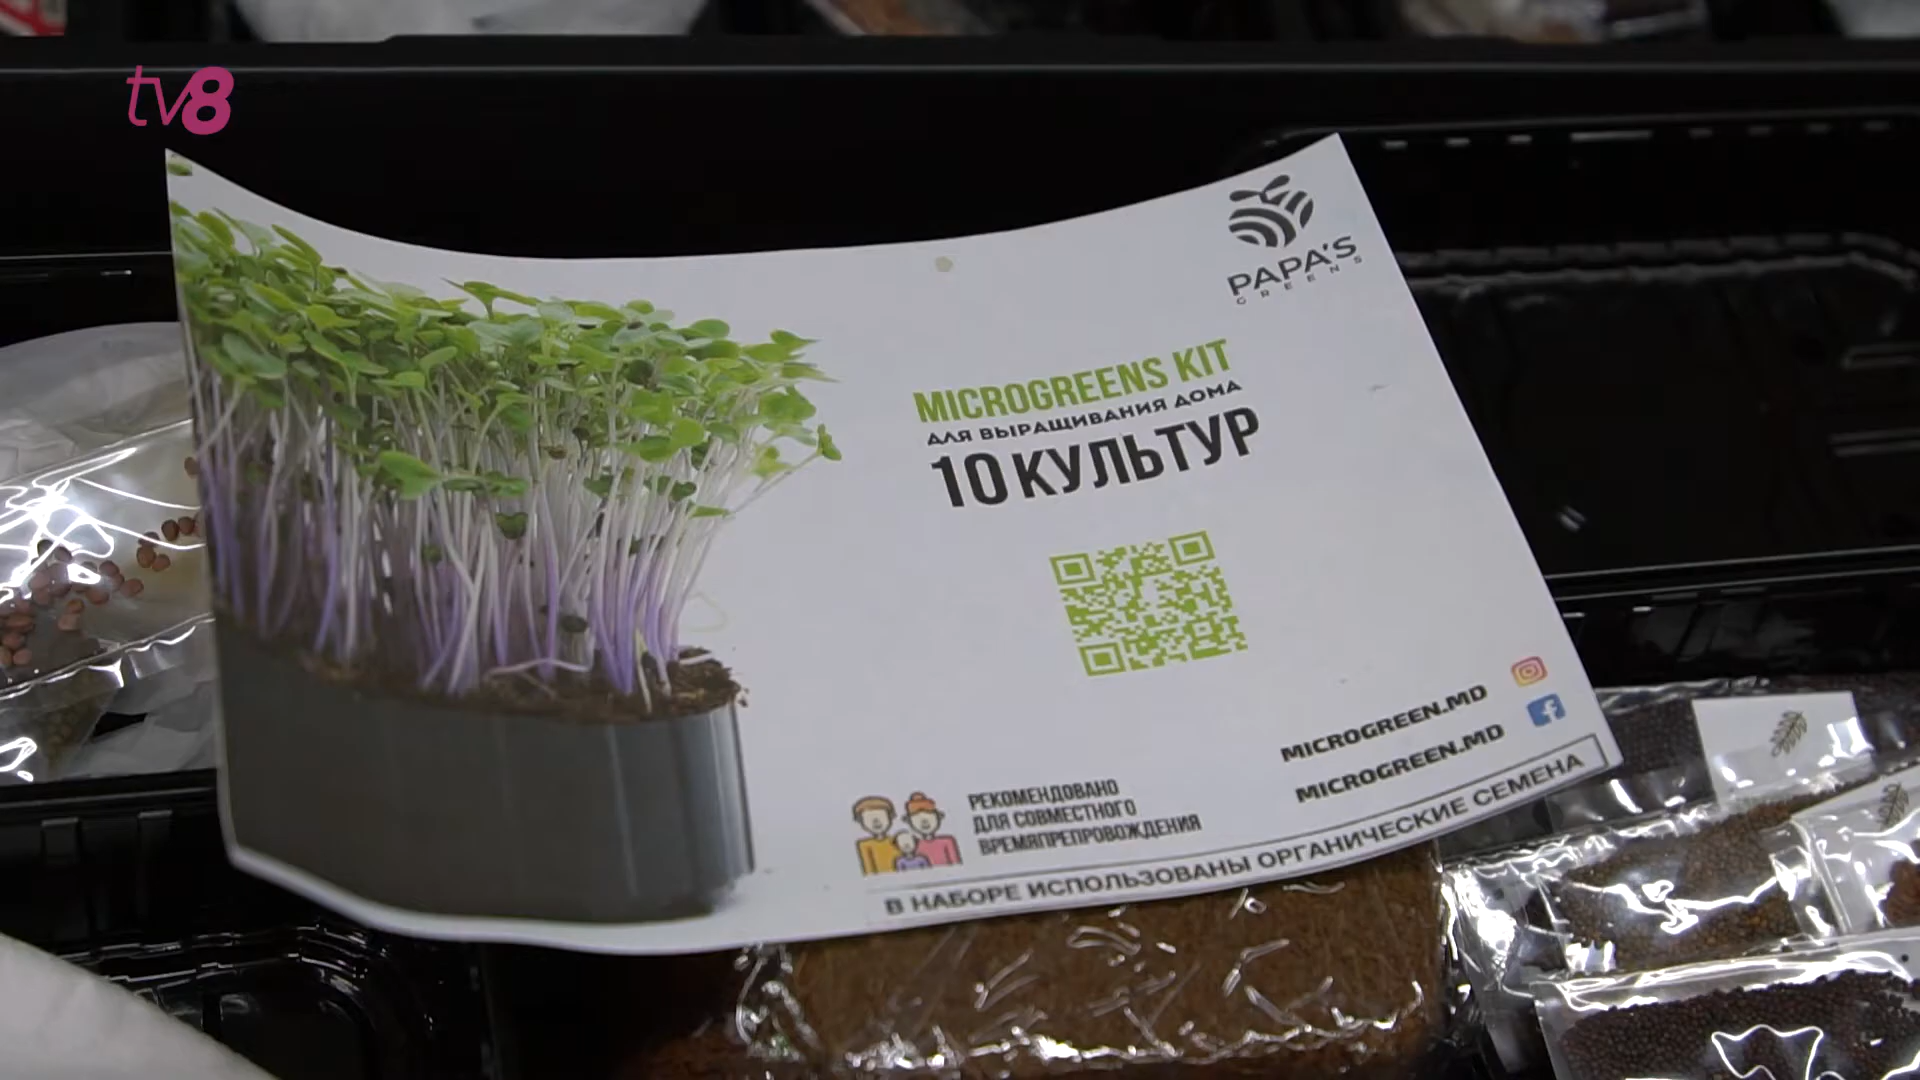 tv8
PAPA'S
GREENS
MICROGREENS KIT
ДЛЯ ВЫРАЩИВАНИЯ ДОМА
10 КУЛЬТУР
MICROGREEN.MD
MICROGREEN.MD
РЕКОМЕНДОВАНО
ДЛЯ СОВМЕСТНОГО
ВРЕМЯПРЕПРОВОЖДЕНИЯ
В НАБОРЕ ИСПОЛЬЗОВАНЫ ОРГАНИЧЕСКИЕ СЕМЕНА